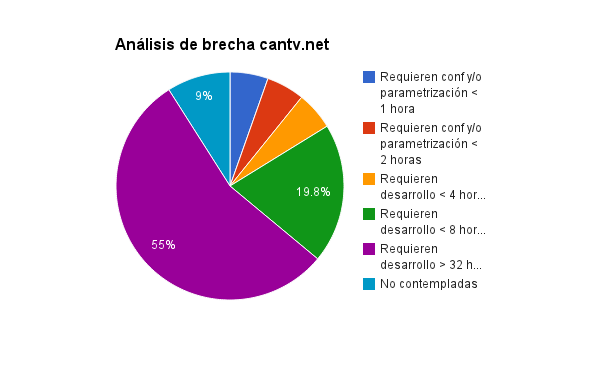 Análisis de brecha cantv.net
9%
19.8%
55%
Requieren conf y/o
parametrización <
1 hora
Requieren conf y/o
parametrización <
2 horas
Requieren
desarrollo < 4 hor...
Requieren
desarrollo < 8 hor...
Requieren
desarrollo > 32 h...
No contempladas